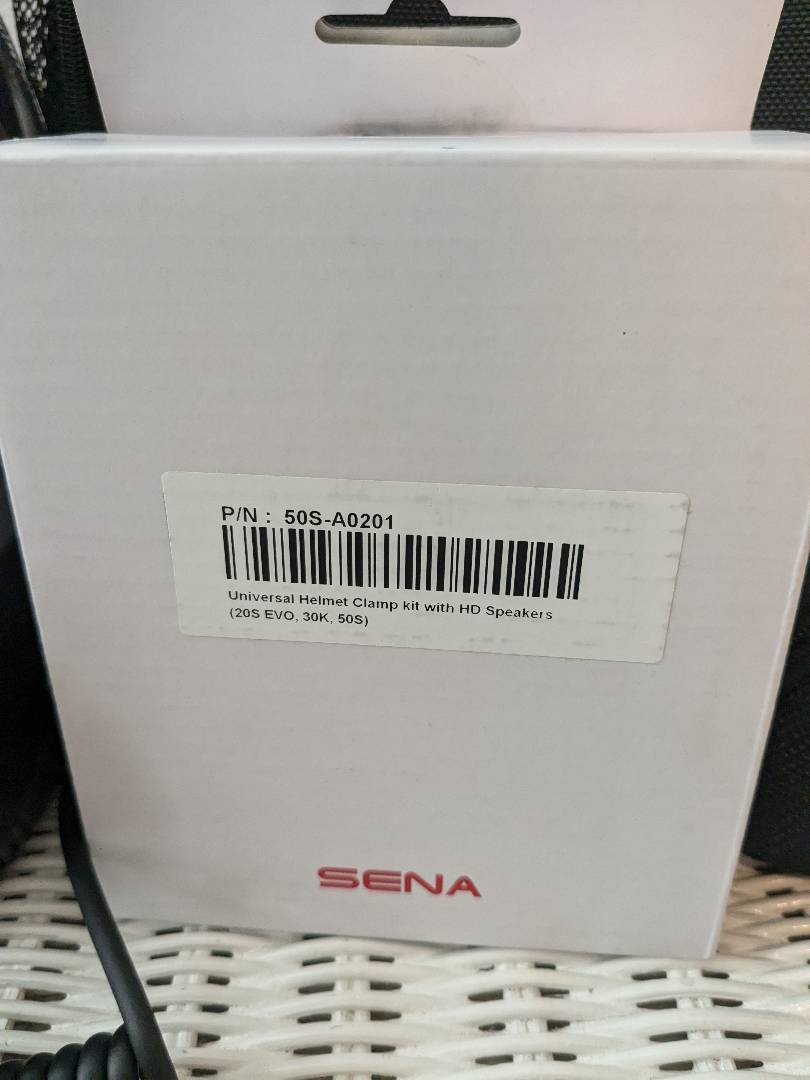 P/N : 50S-A0201
Universal Helmet Clamp kit with HD Speakers
(20S EVO, 30K, 50S)
SENA